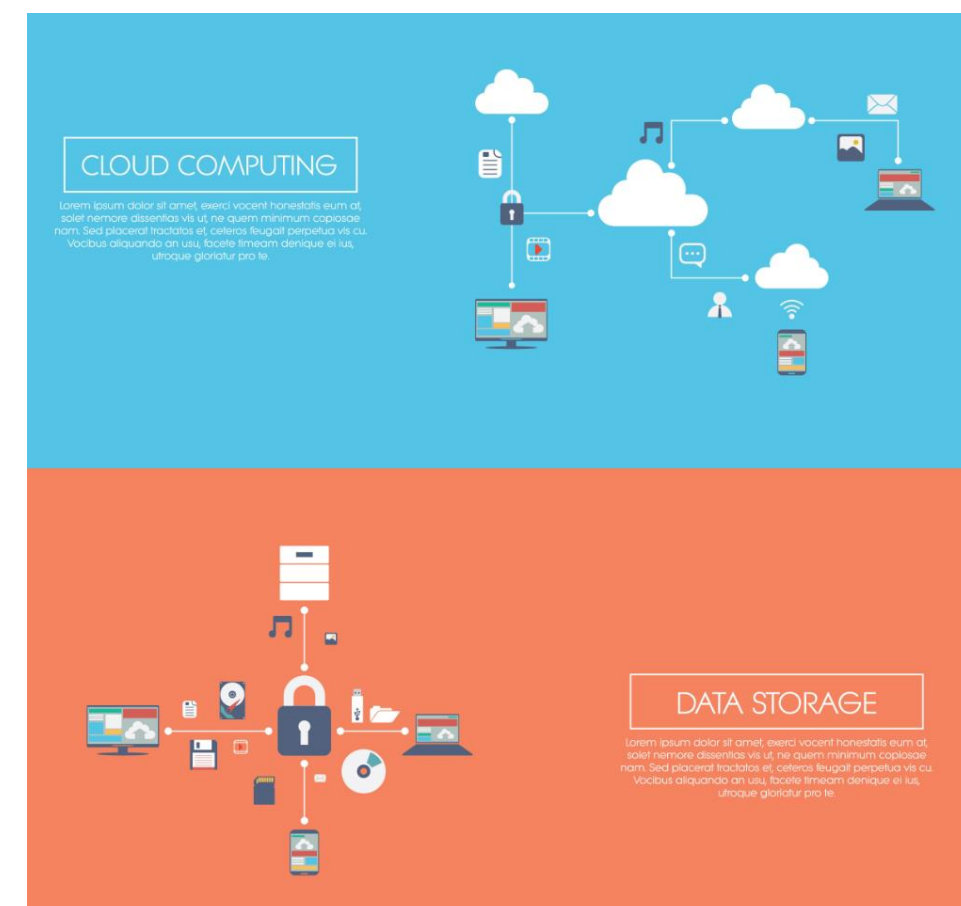 CLOUD COMPUTING
Lorem ipsum dolor sit amet, exerci vocent honestatis eum at,
solet nemore dissentias vis ut, ne quem minimum copiosae
nam. Sed placerat tractatos et, ceteros feugait perpetua vis cu.
Vocibus aliquando an usu, facete timeam denique ei ius,
utroque gloriatur pro te.
DATA STORAGE
Lorem ipsum dolor sit amet, exerci vocent honestatis eum at,
solet nemore dissentias vis ut, ne quem minimum copiosae
nam. Sed placerat tractatos et, ceteros feugait perpetua vis cu.
Vocibus aliquando an usu, facete timeam denique ei ius,
utroque gloriatur pro te.